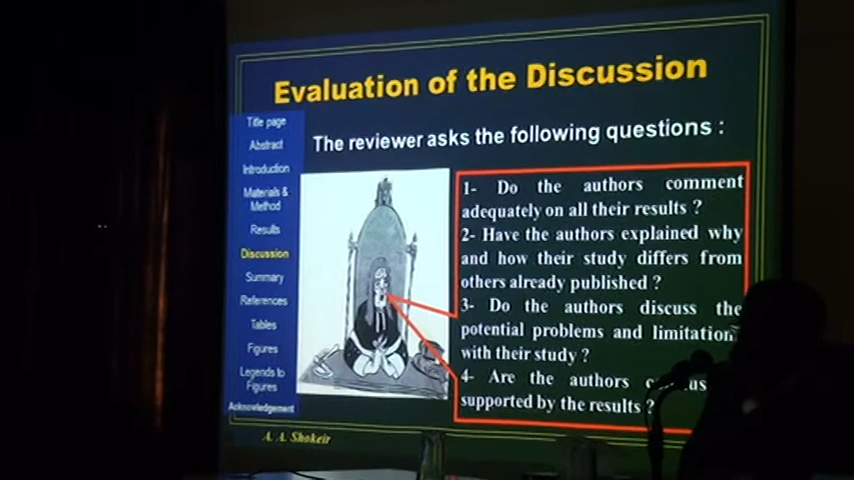 Evaluation of the Discussion
Title page
Abstract
Introduction
Materials &
Method
Results
Discussion
Summary
References
Tables
Figures
Legends to
Figures
Acknowledgement
The reviewer asks the following questions :
1- Do the authors comment
adequately on all their results ?
2- Have the authors explained why
and how their study differs from
others already published ?
3- Do the authors discuss the
potential problems and limitation
with their study ?
4- Are the authors
supported by the results ?
A. A. Shokeir